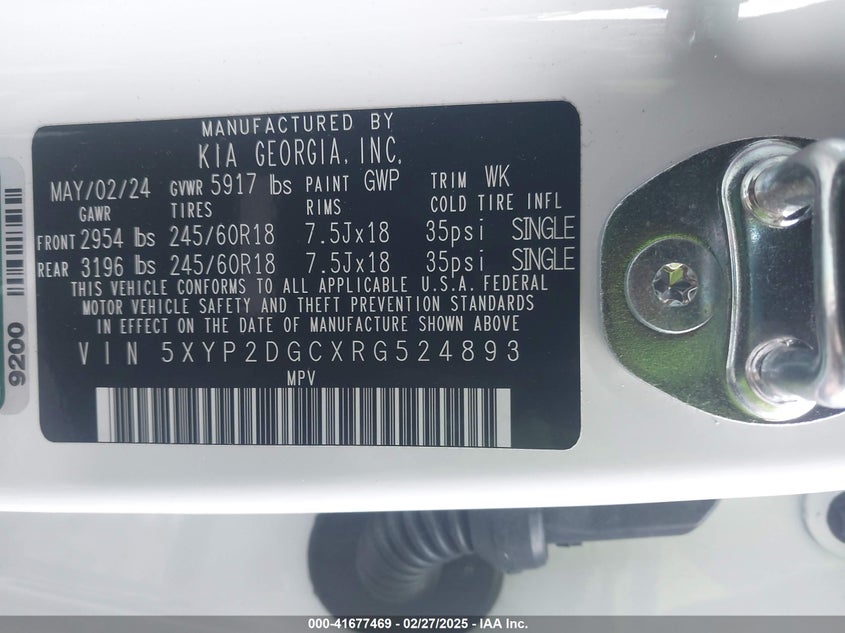 MANUFACTURED BY
KIA GEORGIA, INC.
MAY/02/24 GVWR 5917 lbs PAINT GWP TRIM WK
GAWR TIRES RIMS COLD TIRE INFL
FRONT 2954 lbs 245/60R18 7.5Jx18 35psi SINGLE
REAR 3196 lbs 245/60R18 7.5Jx18 35psi SINGLE
THIS VEHICLE CONFORMS TO ALL APPLICABLE U.S.A. FEDERAL
MOTOR VEHICLE SAFETY AND THEFT PREVENTION STANDARDS
IN EFFECT ON THE DATE OF MANUFACTURE SHOWN ABOVE
VIN 5XYP2DGCXRG524893
MPV
9200
000-41677469 - 02/27/2025 - IAA Inc.